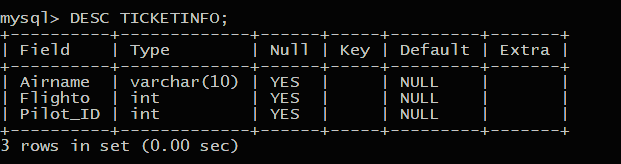 mysql> DESC TICKETINFO;
+----------+-------------+------+-----+---------+-------+
| Field | Type | Null | Key | Default | Extra |
+----------+-------------+------+-----+---------+-------+
| Airname | varchar(10) | YES | | NULL | |
| Flighto | int | YES | | NULL | |
| Pilot_ID | int | YES | | NULL | |
+----------+-------------+------+-----+---------+-------+
3 rows in set (0.00 sec)